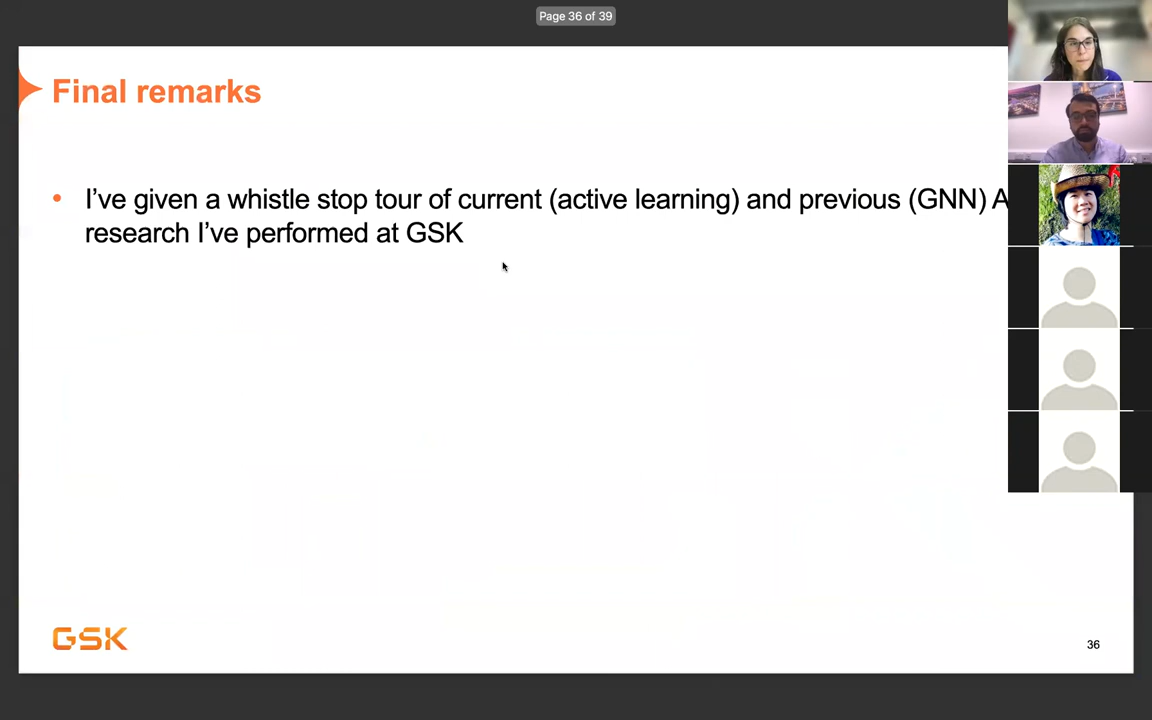 Page 36 of 39
Final remarks
• I’ve given a whistle stop tour of current (active learning) and previous (GNN) A
research I’ve performed at GSK
GSK
36